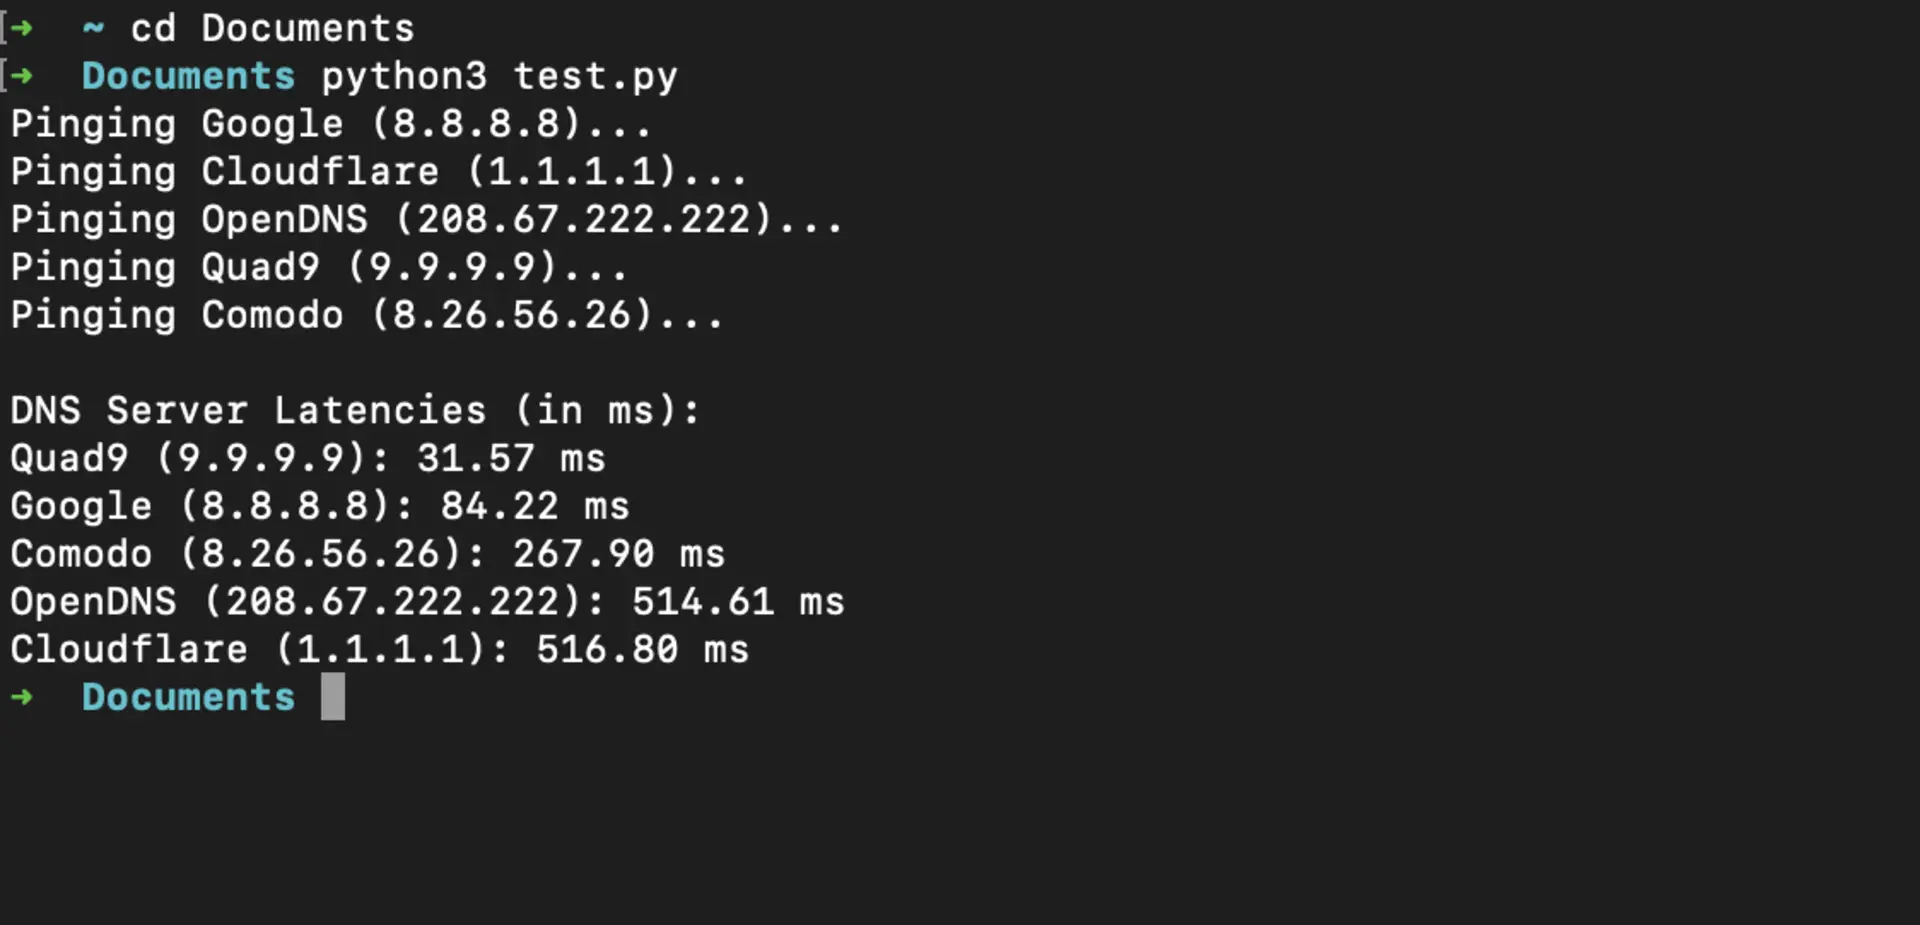 [➜  ~ cd Documents
[➜  Documents python3 test.py
Pinging Google (8.8.8.8)...
Pinging Cloudflare (1.1.1.1)...
Pinging OpenDNS (208.67.222.222)...
Pinging Quad9 (9.9.9.9)...
Pinging Comodo (8.26.56.26)...
DNS Server Latencies (in ms):
Quad9 (9.9.9.9): 31.57 ms
Google (8.8.8.8): 84.22 ms
Comodo (8.26.56.26): 267.90 ms
OpenDNS (208.67.222.222): 514.61 ms
Cloudflare (1.1.1.1): 516.80 ms
➜  Documents